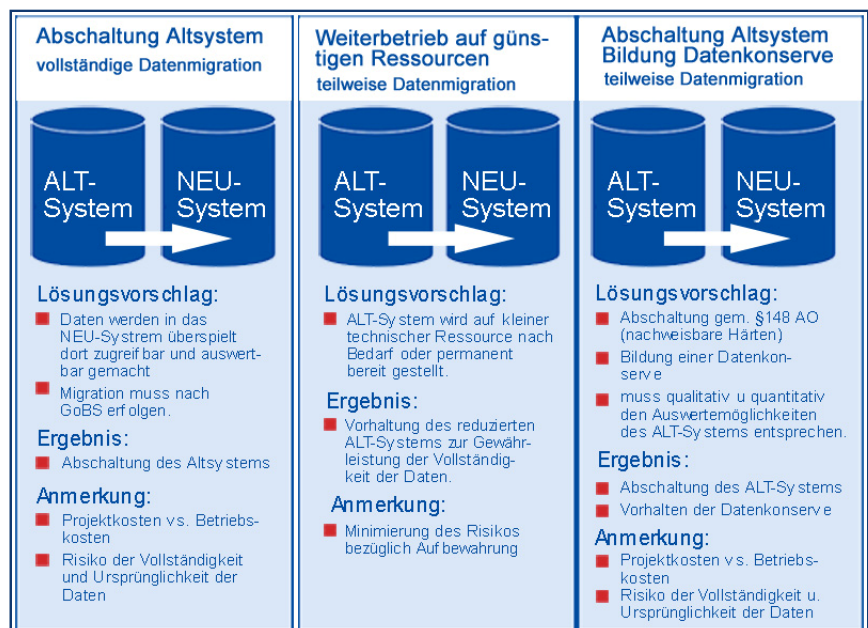 Abschaltung Altsystem
vollständige Datenmigration
ALT-
System
NEU-
System
Lösungsvorschlag:
Daten werden in das
NEU-Systrem überspielt
dort zugreifbar und auswert-
bar gemacht
Migration muss nach
GoBS erfolgen.
Ergebnis:
Abschaltung des Altsystems
Anmerkung:
Projektkosten vs. Betriebs-
kosten
Risiko der Vollständigkeit
und Ursprünglichkeit der
Daten
Weiterbetrieb auf güns-
tigen Ressourcen
teilweise Datenmigration
ALT-
System
NEU-
System
Lösungsvorschlag:
ALT-System wird auf kleiner
technischer Ressource nach
Bedarf oder permanent
bereit gestellt.
Ergebnis:
Vorhaltung des reduzierten
ALT-Systems zur Gewähr-
leistung der Vollständig-
keit der Daten.
Anmerkung:
Minimierung des Risikos
bezüglich Aufbewahrung
Abschaltung Altsystem
Bildung Datenkonserve
teilweise Datenmigration
ALT-
System
NEU-
System
Lösungsvorschlag:
Abschaltung gem. §148 AO
(nachweisbare Härten)
Bildung einer Datenkon-
serve
muss qualitativ u quantitativ
den Auswertemöglichkeiten
des ALT-Systems entsprechen.
Ergebnis:
Abschaltung des ALT-Systems
Vorhalten der Datenkonserve
Anmerkung:
Projektkosten vs. Betriebs-
kosten
Risiko der Vollständigkeit u.
Ursprünglichkeit der Daten